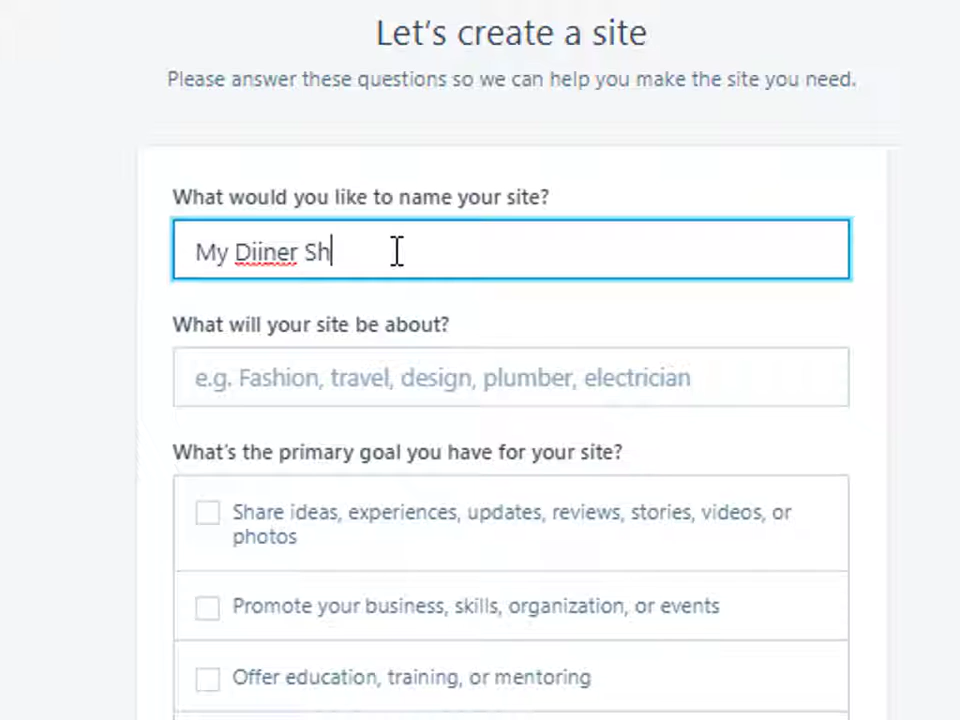 Let's create a site
Please answer these questions so we can help you make the site you need.
What would you like to name your site?
My Diiner Sh
What will your site be about?
e.g. Fashion, travel, design, plumber, electrician
What's the primary goal you have for your site?
Share ideas, experiences, updates, reviews, stories, videos, or
photos
Promote your business, skills, organization, or events
Offer education, training, or mentoring